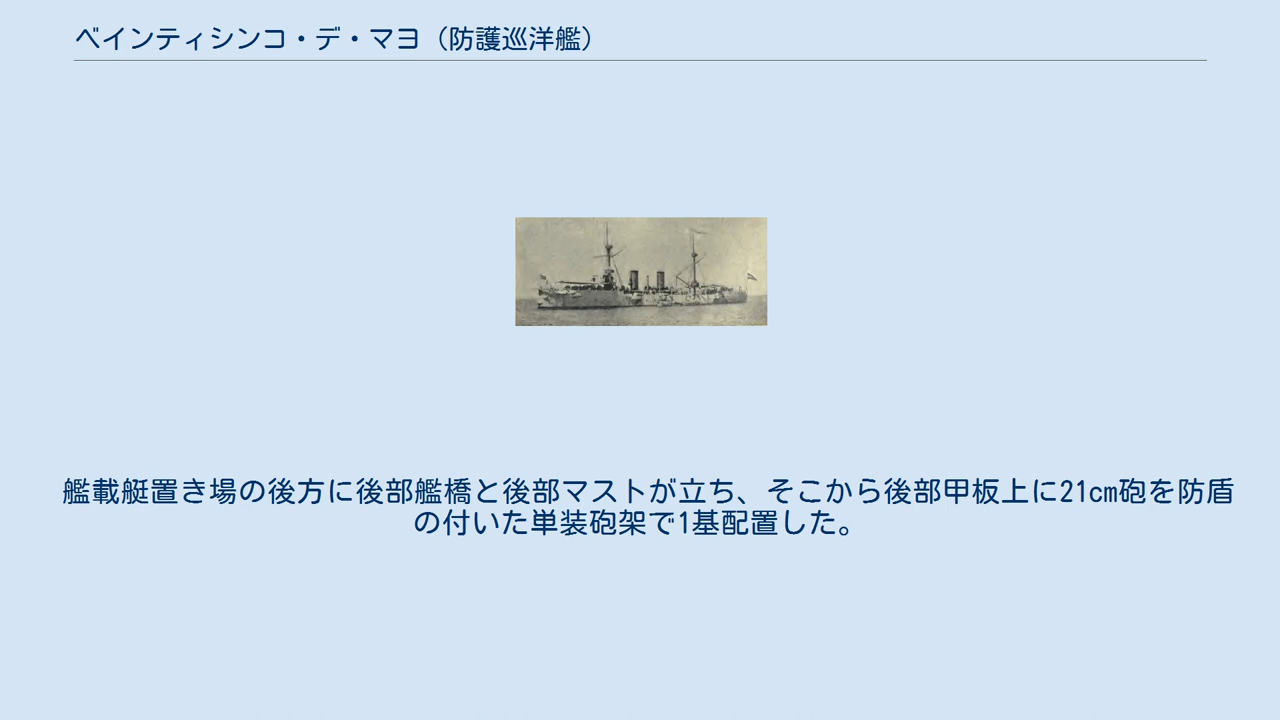 ベインティシンコ・デ・マヨ（防護巡洋艦）
艦載艇置き場の後方に後部艦橋と後部マストが立ち、そこから後部甲板上に21cm砲を防盾
の付いた単装砲架で1基配置した。